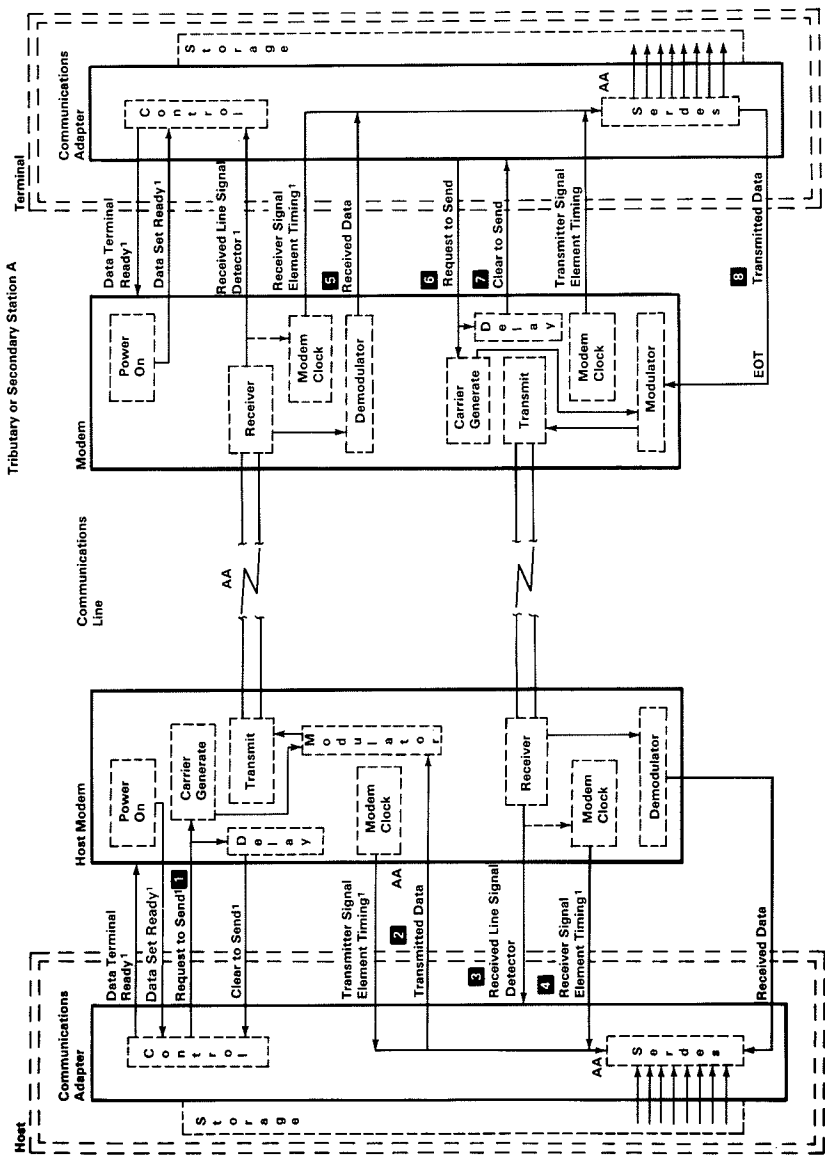 Tributary or Secondary Station A
Host
Communications
Adapter
Storage
Control
AA
Serdes
Data Terminal
Ready¹
Data Set Ready¹
Request to Send¹ 1
Clear to Send¹
Transmitter Signal
Element Timing¹
AA
2
Transmitted Data
3
Received Line Signal
Detector
4
Receiver Signal
Element Timing¹
Received Data
Host Modem
Power
On
Carrier
Generate
Delay
Transmit
Modulator
Modem
Clock
Receiver
Modem
Clock
Demodulator
Communications
Line
AA
Modem
Power
On
Receiver
Modem
Clock
Demodulator
Carrier
Generate
Delay
Transmit
Modem
Clock
Modulator
Data Terminal
Ready¹
Data Set Ready¹
Received Line Signal
Detector¹
Receiver Signal
Element Timing¹
5
Received Data
6
Request to Send
7
Clear to Send
Transmitter Signal
Element Timing
8
Transmitted Data
EOT
Terminal
Communications
Adapter
Storage
Control
AA
Serdes